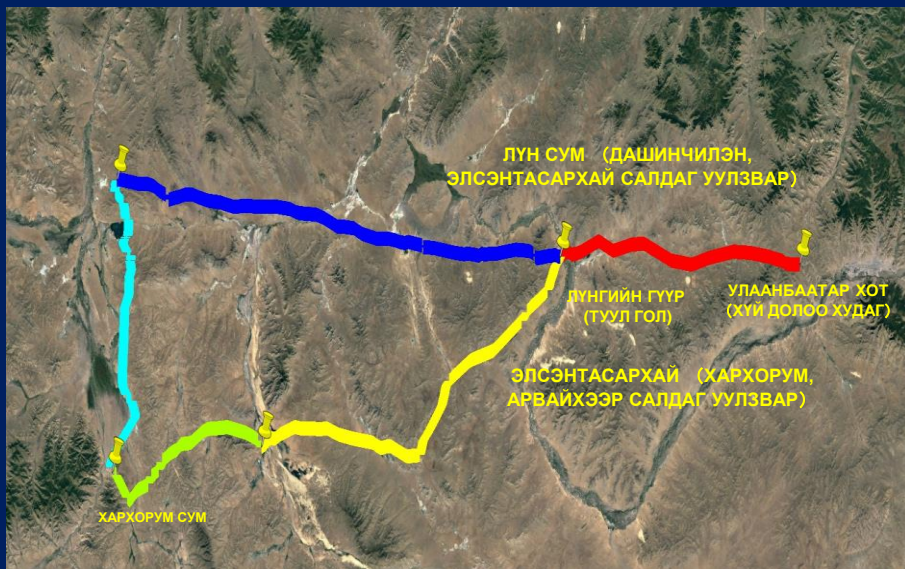 ЛҮН СУМ (ДАШИНЧИЛЭН,
ЭЛСЭНТАСАРХАЙ САЛДАГ УУЛЗВАР)
ЛҮНГИЙН ГҮҮР
(ТУУЛ ГОЛ)
УЛААНБААТАР ХОТ
(ХҮЙ ДОЛОО ХУДАГ)
ЭЛСЭНТАСАРХАЙ (ХАРХОРУМ,
АРВАЙХЭЭР САЛДАГ УУЛЗВАР)
ХАРХОРУМ СУМ